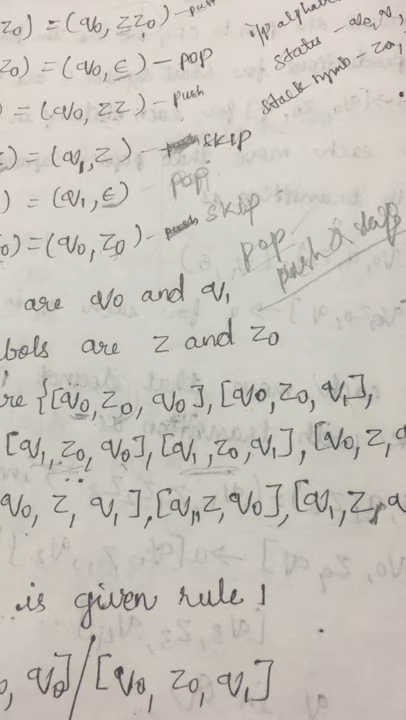 z0) = (q0, zz0) - push
z0) = (q0, ε) - pop
) = (q0, zz) - push
) = (q1, z) - SKIP
) = (q1, ε) pop
0) = (q0, z0) - SKIP
states
stack symb - z0,
pop
push & skip
are q0 and q1
bols are z and z0
re {[q0, z0, q0], [q0, z0, q1],
[q1, z0, q0], [q1, z0, q1], [q0, z, q
q0, z, q1], [q1, z, q0], [q1, z, q
is given rule 1
, q0] / [q0, z0, q1]